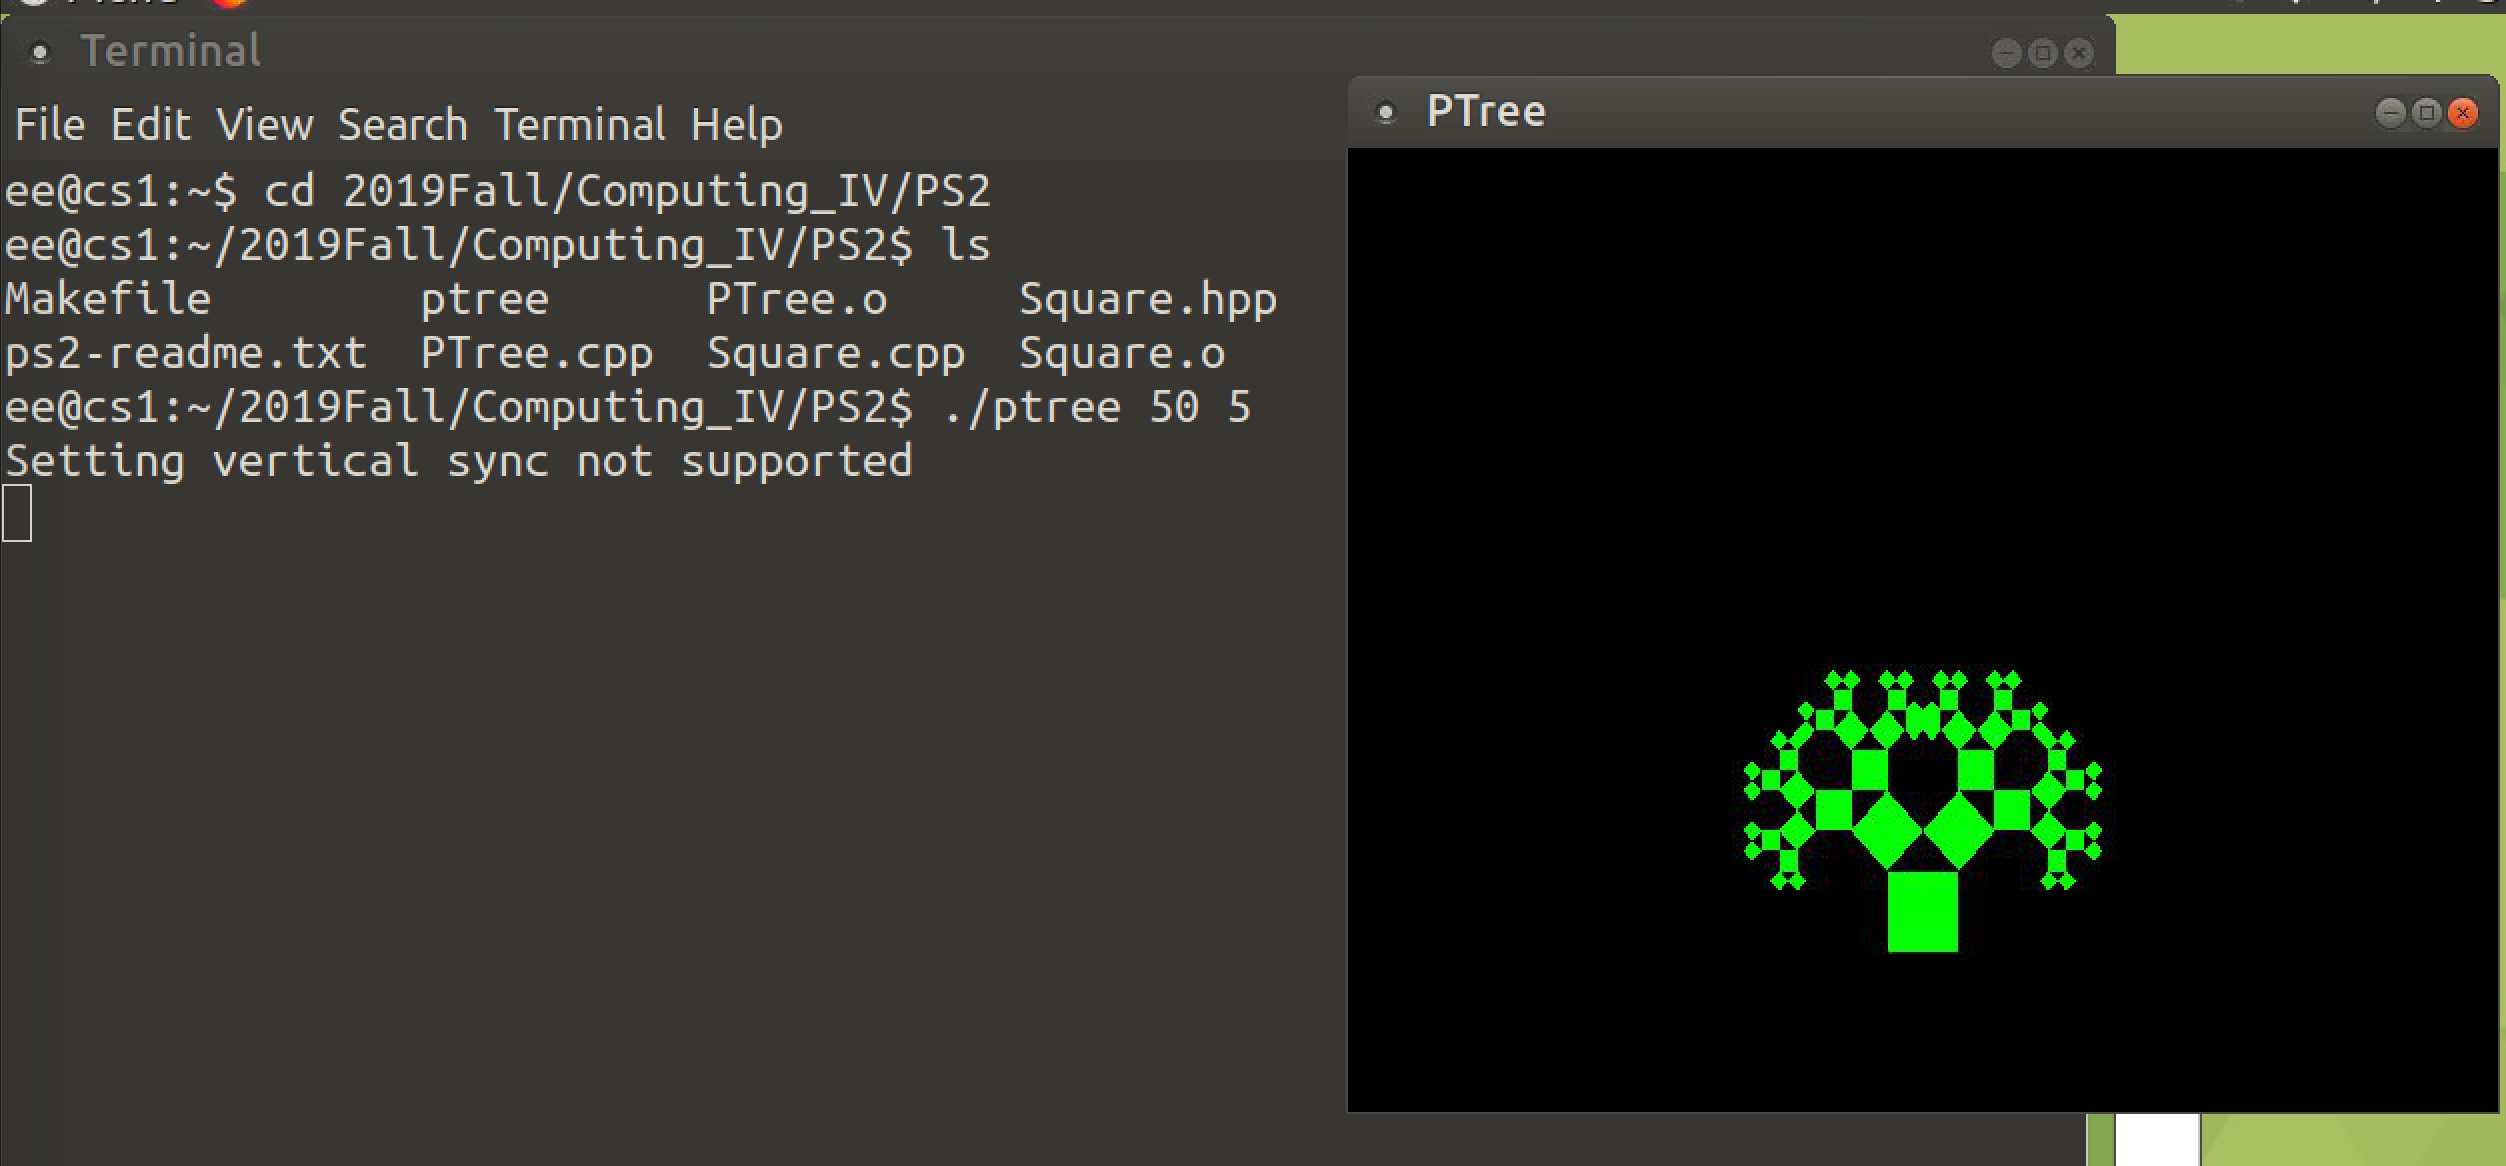 Terminal
File Edit View Search Terminal Help
PTree
ee@cs1:~$ cd 2019Fall/Computing_IV/PS2
ee@cs1:~/2019Fall/Computing_IV/PS2$ ls
Makefile ptree PTree.o Square.hpp
ps2-readme.txt PTree.cpp Square.cpp Square.o
ee@cs1:~/2019Fall/Computing_IV/PS2$ ./ptree 50 5
Setting vertical sync not supported